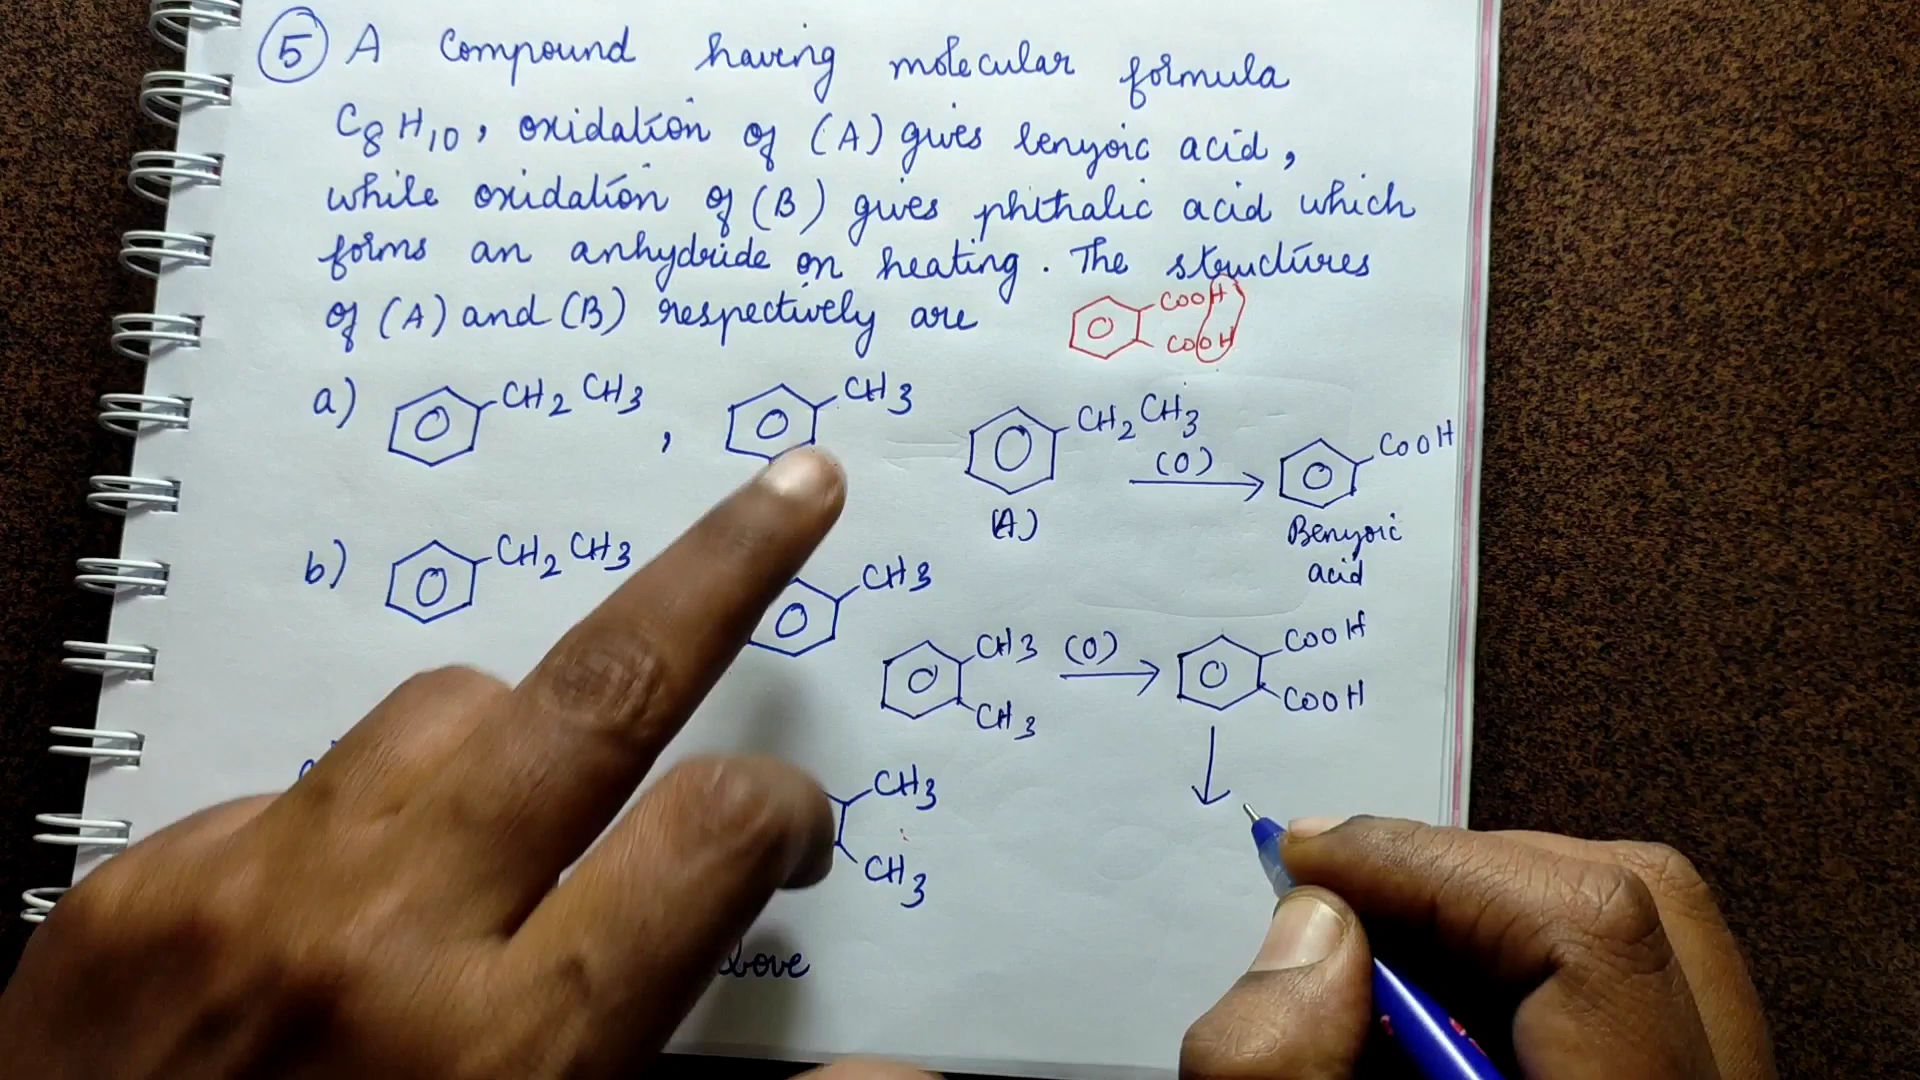 5 A compound having molecular formula
C8H10, oxidation of (A) gives benzoic acid,
while oxidation of (B) gives phthalic acid which
forms an anhydride on heating. The structures
of (A) and (B) respectively are
COOH
COOH
a) CH2CH3 , CH3
CH2CH3
(O)
COOH
(A)
Benzoic
acid
b) CH2CH3
CH3
CH3 (O) COOH
CH3 COOH
CH3
CH3
above